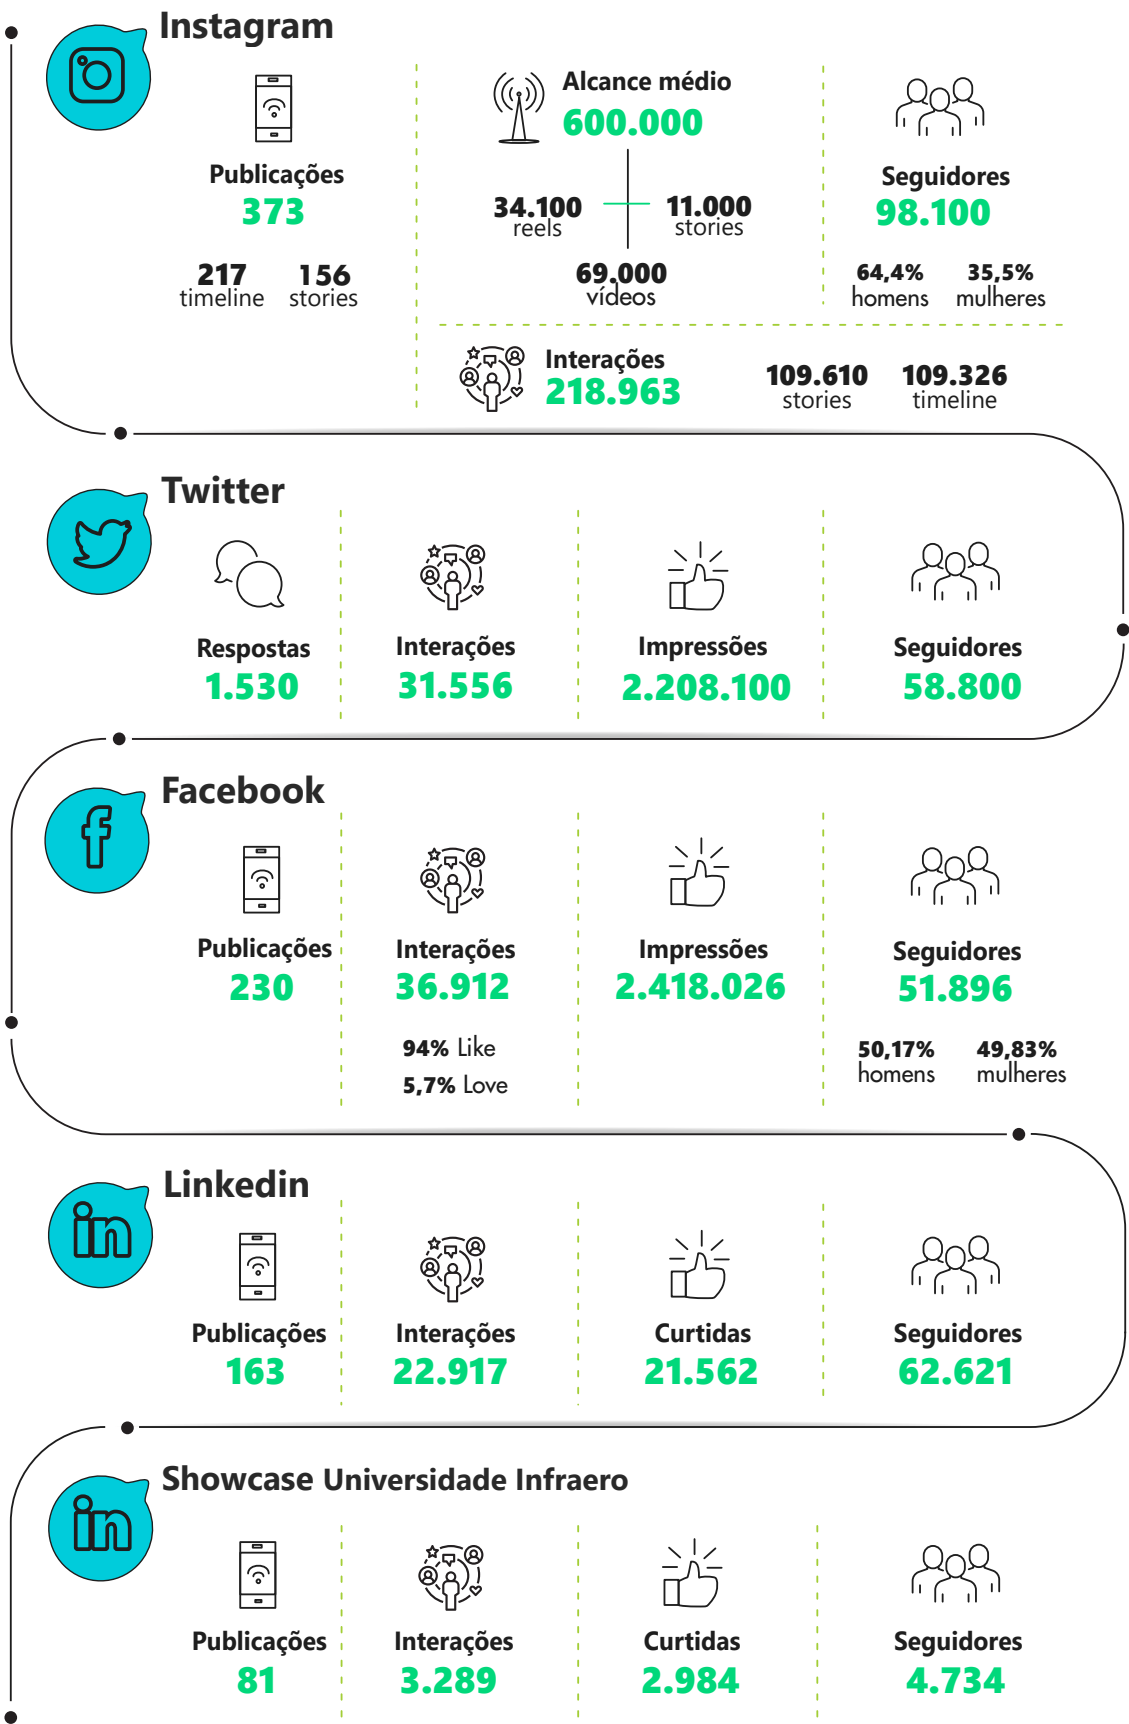 Instagram
Publicações
373
217
timeline
156
stories
Alcance médio
600.000
34.100
reels
11.000
stories
69.000
vídeos
Seguidores
98.100
64,4%
homens
35,5%
mulheres
Interações
218.963
109.610
stories
109.326
timeline
Twitter
Respostas
1.530
Interações
31.556
Impressões
2.208.100
Seguidores
58.800
f
Facebook
Publicações
230
Interações
36.912
94% Like
5,7% Love
Impressões
2.418.026
Seguidores
51.896
50,17%
homens
49,83%
mulheres
in
Linkedin
Publicações
163
Interações
22.917
Curtidas
21.562
Seguidores
62.621
in
Showcase Universidade Infraero
Publicações
81
Interações
3.289
Curtidas
2.984
Seguidores
4.734